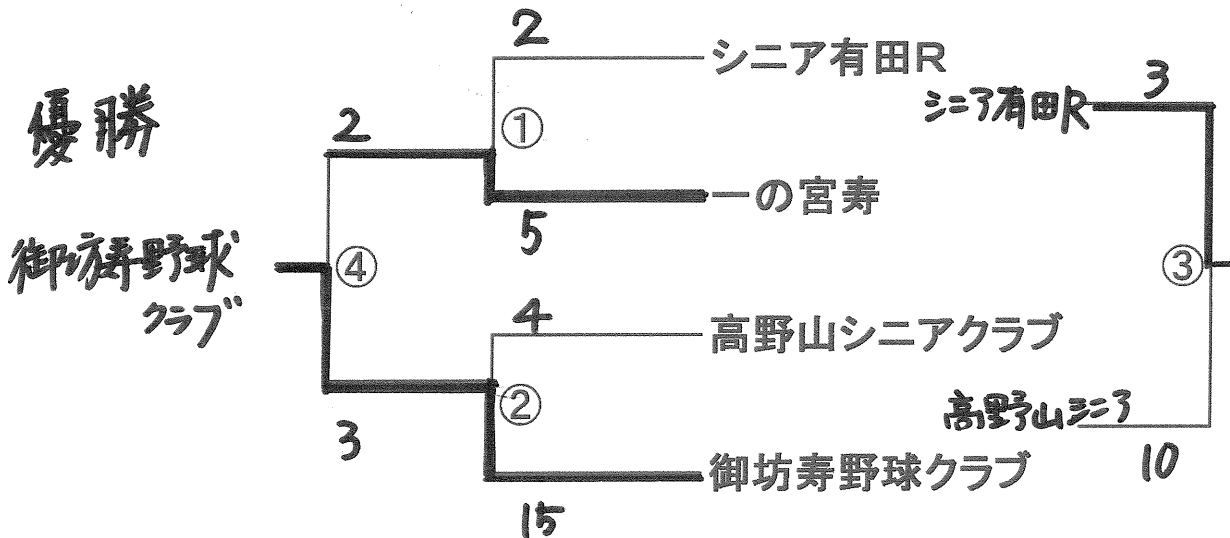 2
シニア有田R
3
シニア有田R
優勝
2
①
一の宮寿
5
御坊寿野球
クラブ
④
③
4
高野山シニアクラブ
②
高野山シニア
3
御坊寿野球クラブ
10
15